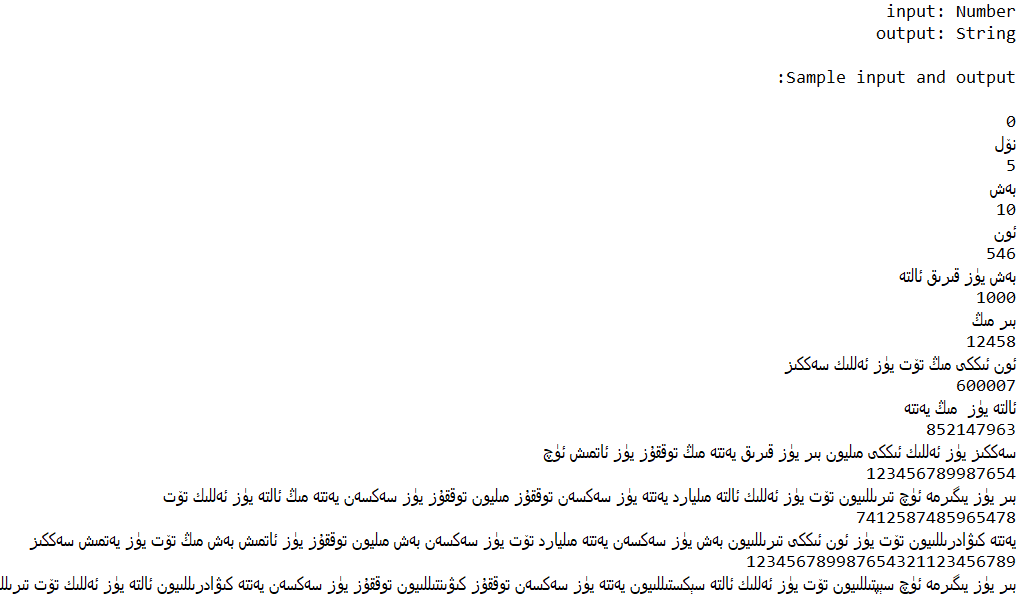 input: Number
output: String
Sample input and output:
0
نۆل
5
بەش
10
ئون
546
بەش يۈز قىرىق ئالتە
1000
بىر مىڭ
12458
ئون ئىككى مىڭ تۆت يۈز ئەللىك سەككىز
600007
ئالتە يۈز  مىڭ يەتتە
852147963
سەككىز يۈز ئەللىك ئىككى مىليون بىر يۈز قىرىق يەتتە مىڭ توققۇز يۈز ئاتمىش ئۈچ
123456789987654
بىر يۈز يىگىرمە ئۈچ تىرىللىيون تۆت يۈز ئەللىك ئالتە مىليارد يەتتە يۈز سەكسەن توققۇز مىليون توققۇز يۈز سەكسەن يەتتە مىڭ ئالتە يۈز ئەللىك تۆت
7412587485965478
يەتتە كىۋادىرىللىيون تۆت يۈز ئون ئىككى تىرىللىيون بەش يۈز سەكسەن يەتتە مىليارد تۆت يۈز سەكسەن بەش مىليون توققۇز يۈز ئاتمىش بەش مىڭ تۆت يۈز يەتمىش سەككىز
123456789987654321123456789
بىر يۈز يىگىرمە ئۈچ سېپتىللىيون تۆت يۈز ئەللىك ئالتە سېكىستىللىيون يەتتە يۈز سەكسەن توققۇز كىۋىنتىللىيون توققۇز يۈز سەكسەن يەتتە كىۋادىرىللىيون ئالتە يۈز ئەللىك تۆت